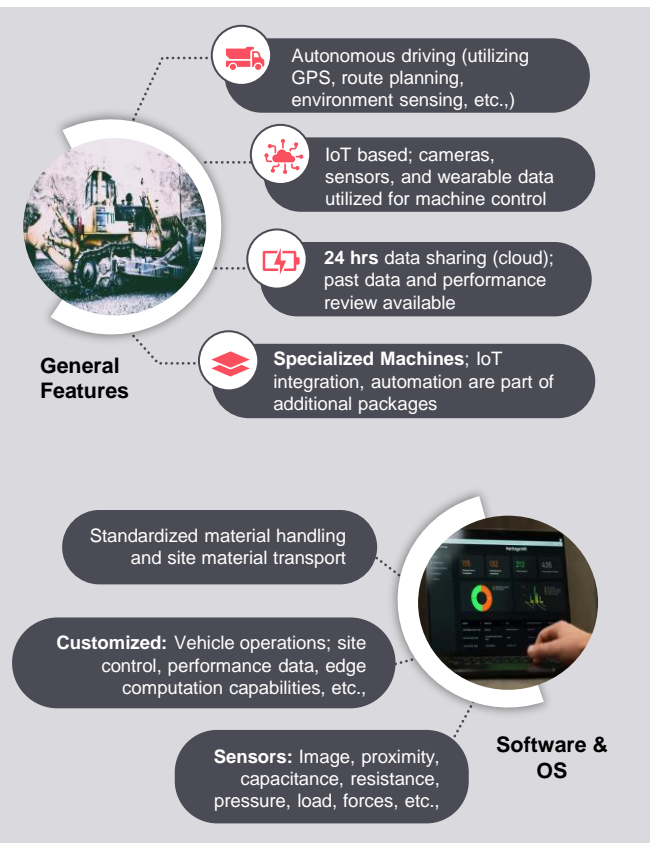 Autonomous driving (utilizing
GPS, route planning,
environment sensing, etc.,)
IoT based; cameras,
sensors, and wearable data
utilized for machine control
24 hrs data sharing (cloud);
past data and performance
review available
General
Features
Specialized Machines; IoT
integration, automation are part of
additional packages
Standardized material handling
and site material transport
115
132
212
Customized: Vehicle operations; site
control, performance data, edge
computation capabilities, etc.,
Software &
OS
Sensors: Image, proximity,
capacitance, resistance,
pressure, load, forces, etc.,